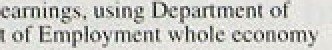 earnings, using Department of
t of Employment whole economy